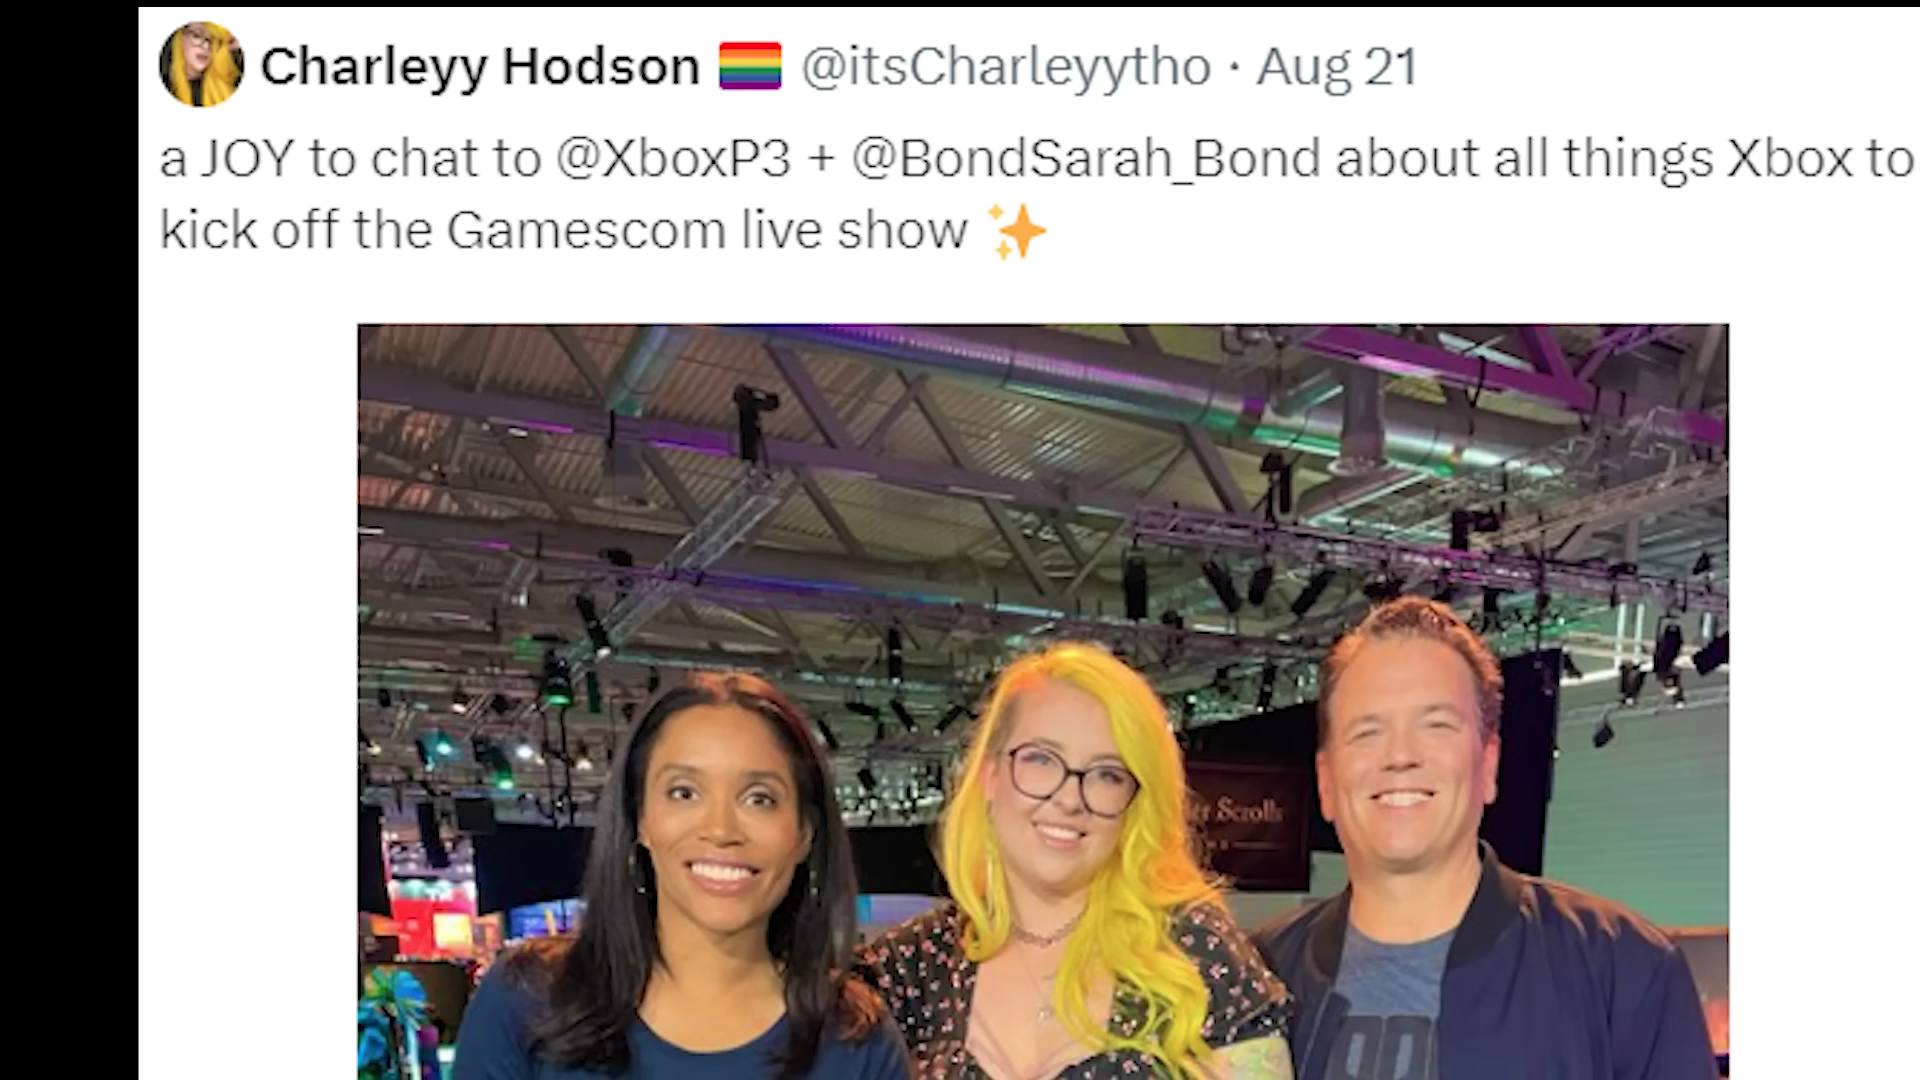 Charleyy Hodson @itsCharleyytho · Aug 21
a JOY to chat to @XboxP3 + @BondSarah_Bond about all things Xbox to
kick off the Gamescom live show
Scrolls